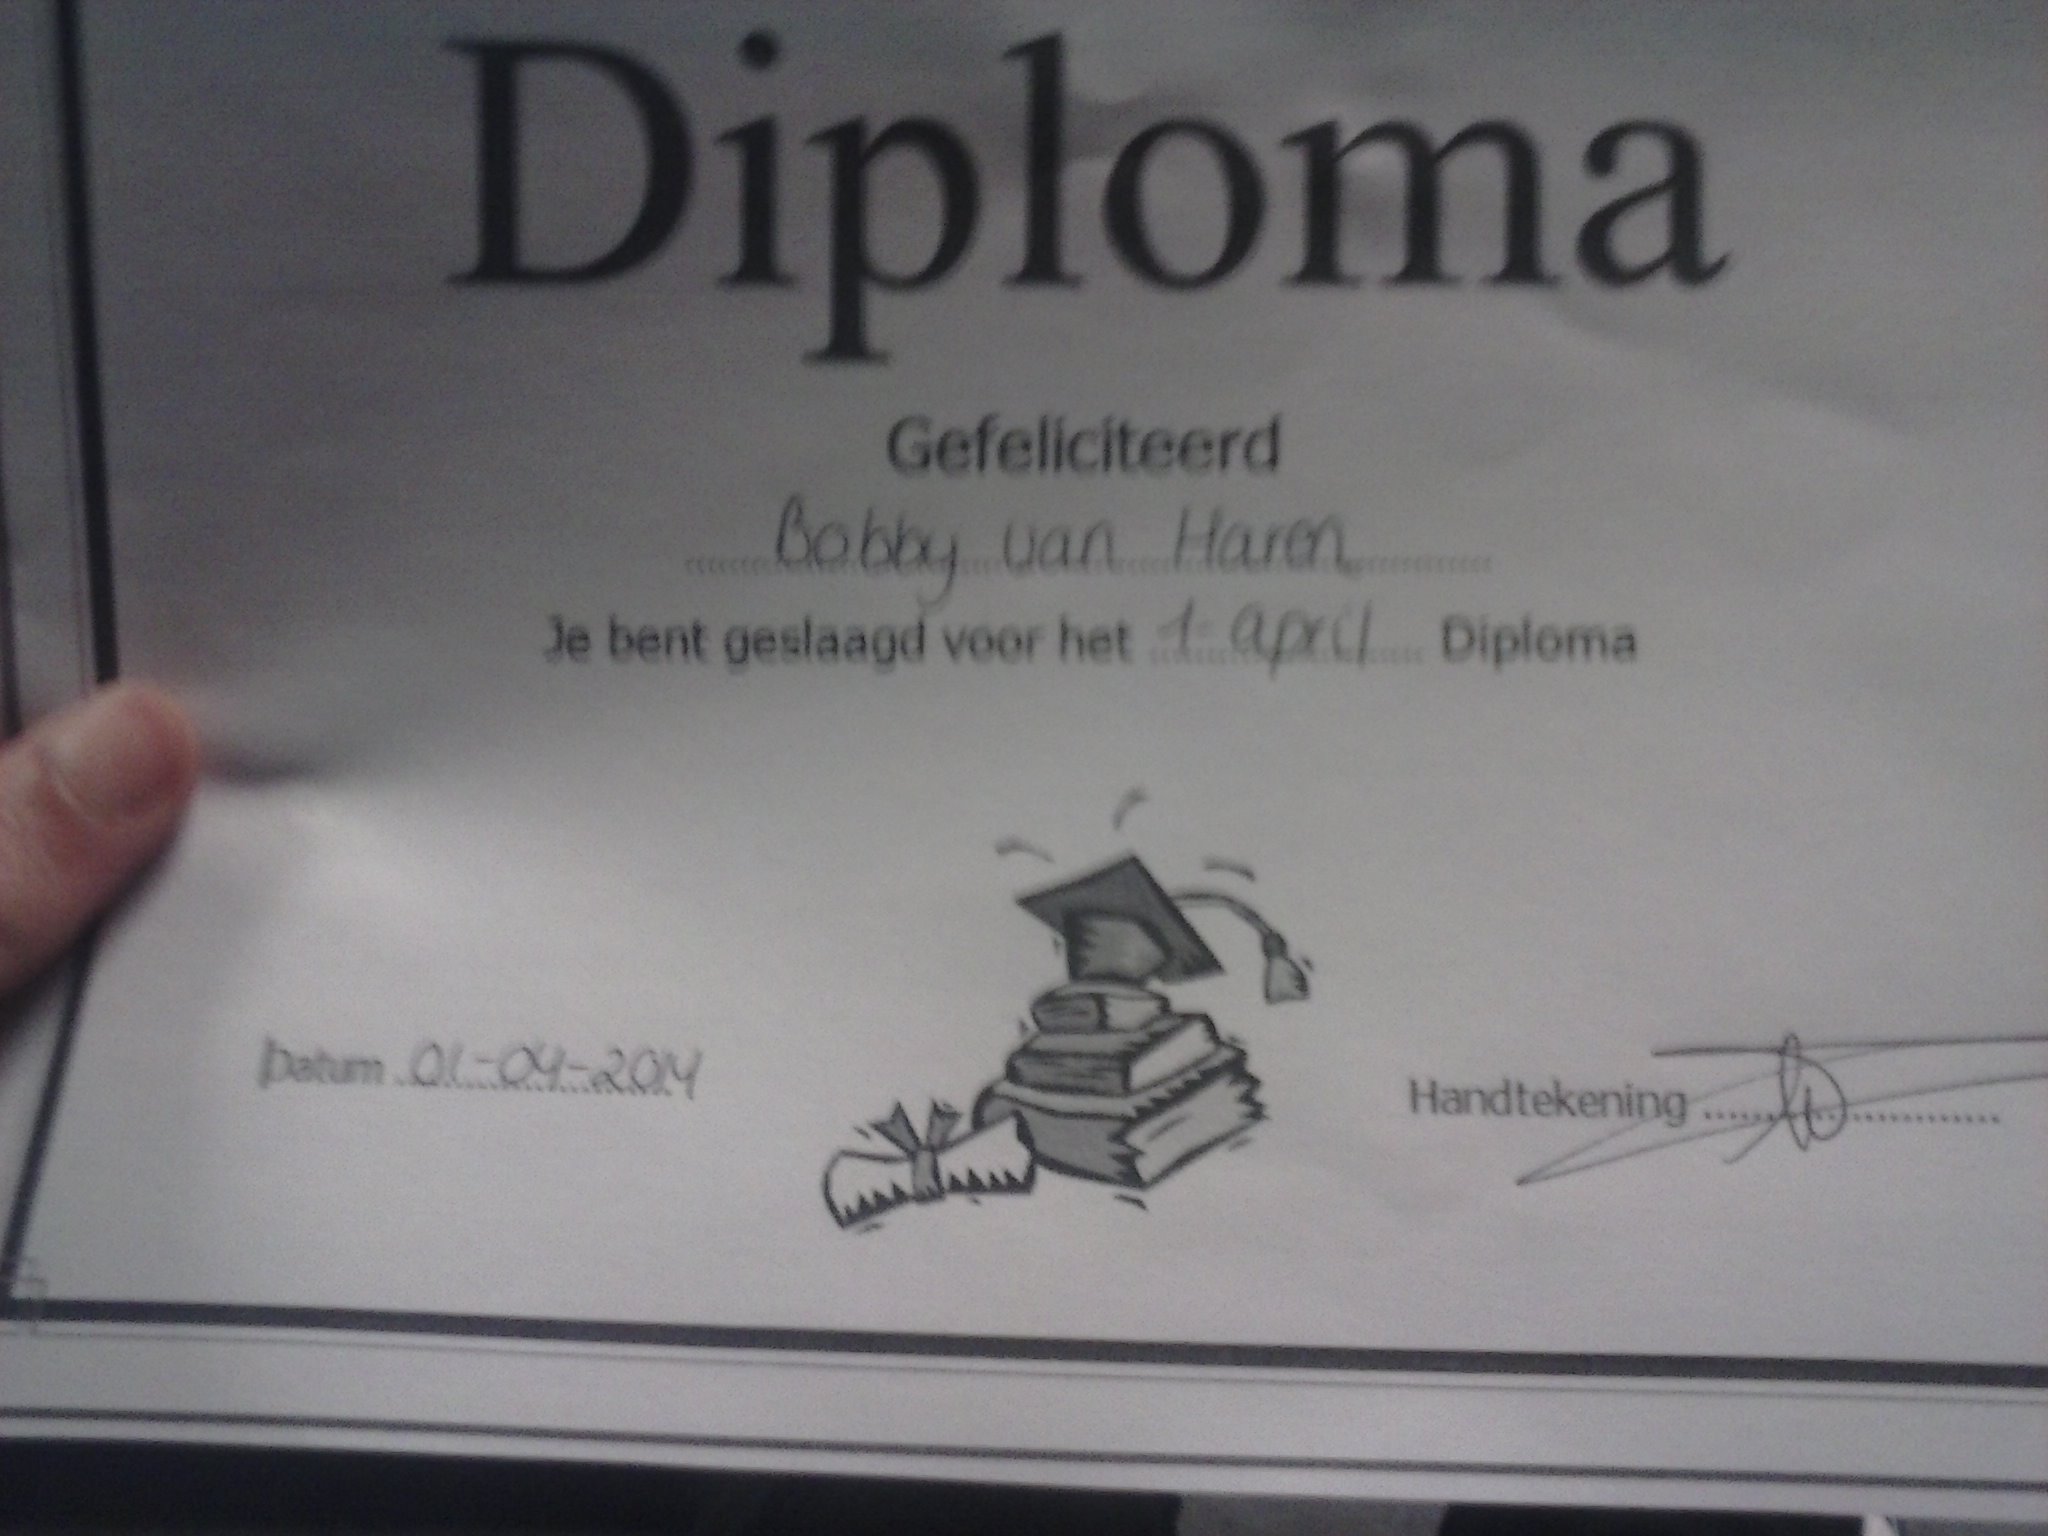 Diploma
Gefeliciteerd
Bobby van Haren
Je bent geslaagd voor het 1 april Diploma
Datum 01-04-2014
Handtekening